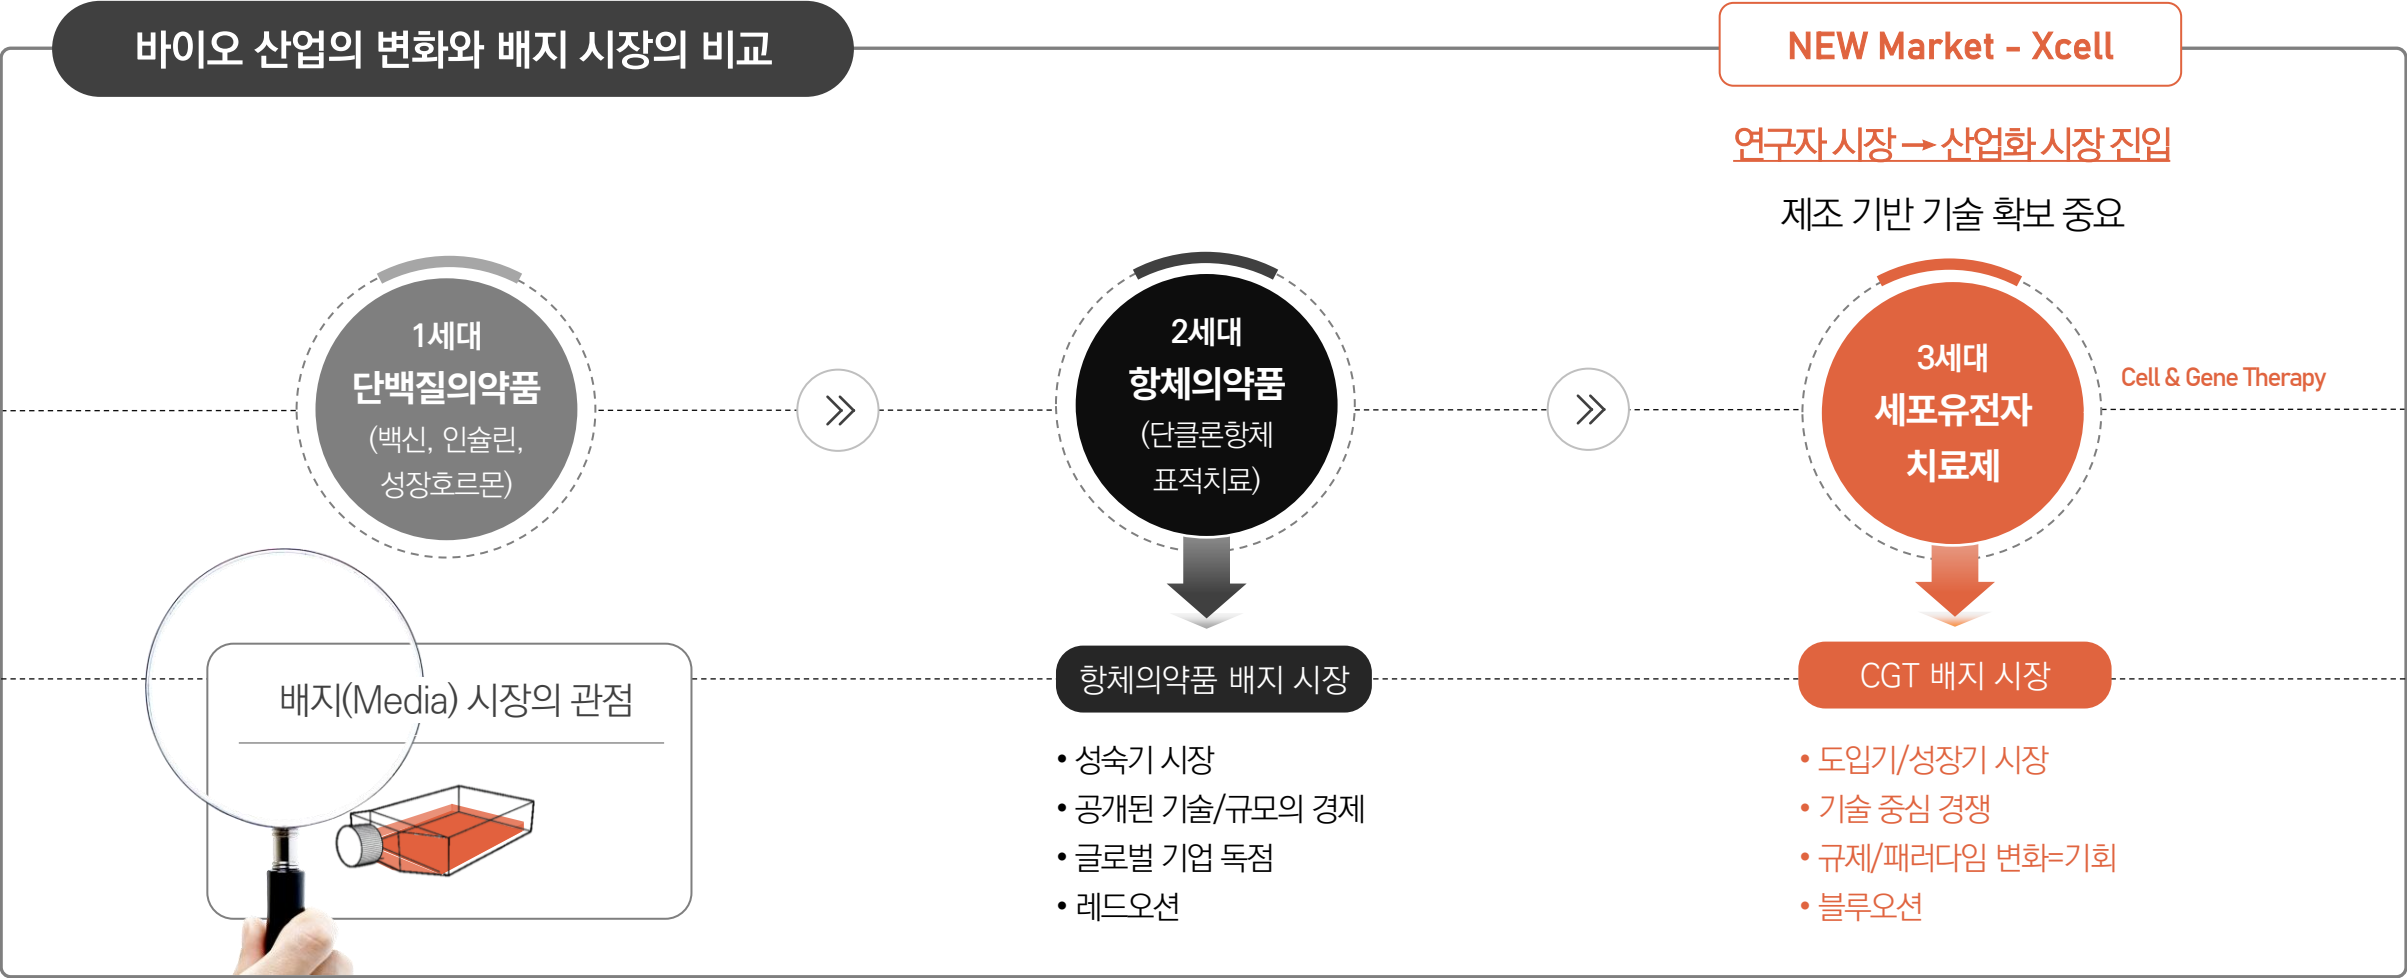 바이오 산업의 변화와 배지 시장의 비교
NEW Market - Xcell
연구자 시장 → 산업화 시장 진입
제조 기반 기술 확보 중요
1세대
단백질의약품
(백신, 인슐린,
성장호르몬)
2세대
항체의약품
(단클론항체
표적치료)
3세대
세포유전자
치료제
Cell & Gene Therapy
배지(Media) 시장의 관점
항체의약품 배지 시장
• 성숙기 시장
• 공개된 기술/규모의 경제
• 글로벌 기업 독점
• 레드오션
CGT 배지 시장
• 도입기/성장기 시장
• 기술 중심 경쟁
• 규제/패러다임 변화=기회
• 블루오션